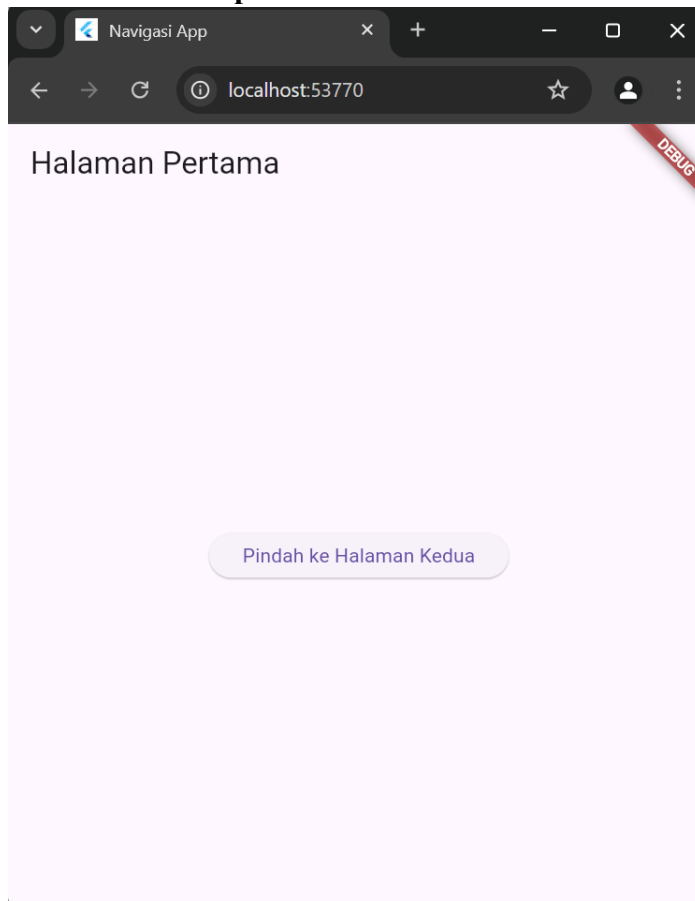 Navigasi App
localhost:53770
DEBUG
Halaman Pertama
Pindah ke Halaman Kedua